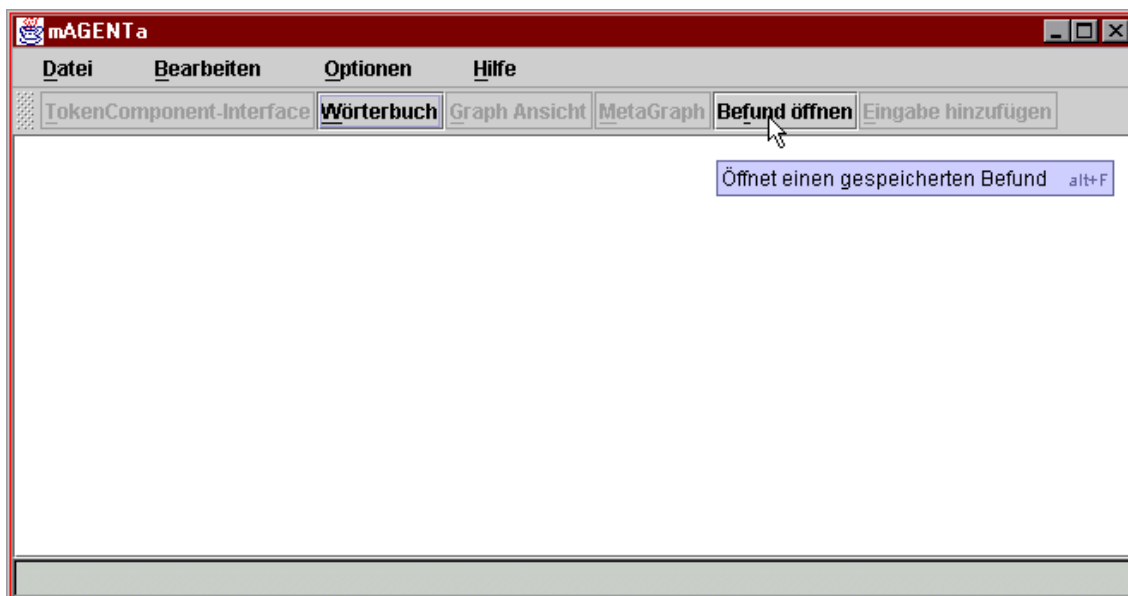 mAGENTa
Datei Bearbeiten Optionen Hilfe
TokenComponent-Interface Wörterbuch Graph Ansicht MetaGraph Befund öffnen Eingabe hinzufügen
Öffnet einen gespeicherten Befund alt+F